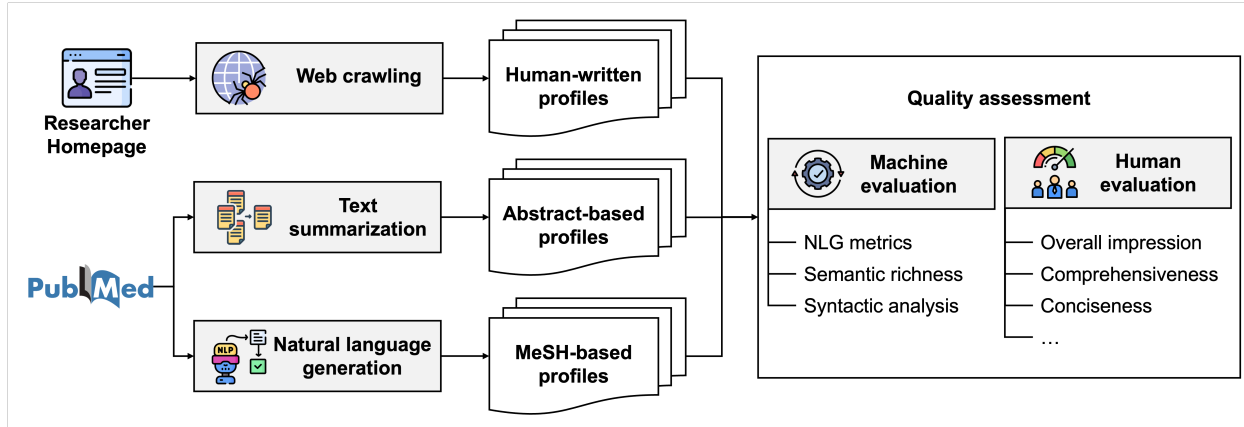 Researcher
Homepage
Web crawling
Human-written
profiles
PubMed
Text
summarization
Abstract-based
profiles
NLP
Natural language
generation
MeSH-based
profiles
Quality assessment
Machine
evaluation
NLG metrics
Semantic richness
Syntactic analysis
Human
evaluation
Overall impression
Comprehensiveness
Conciseness
…